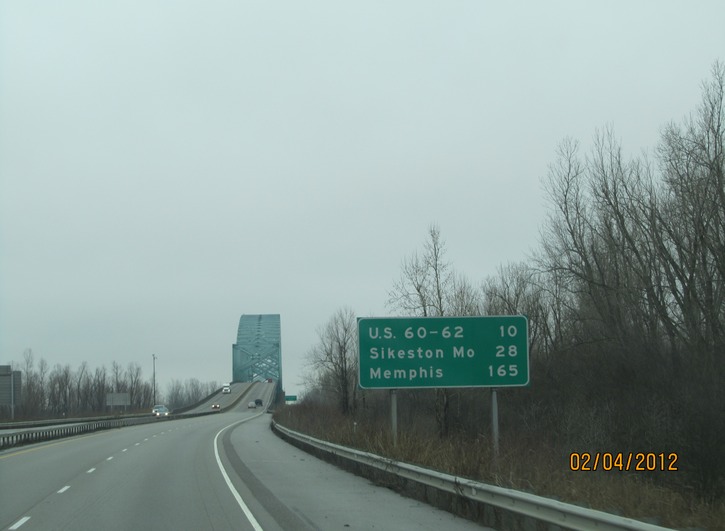 U.S. 60-62 10
Sikeston Mo 28
Memphis 165
02/04/2012